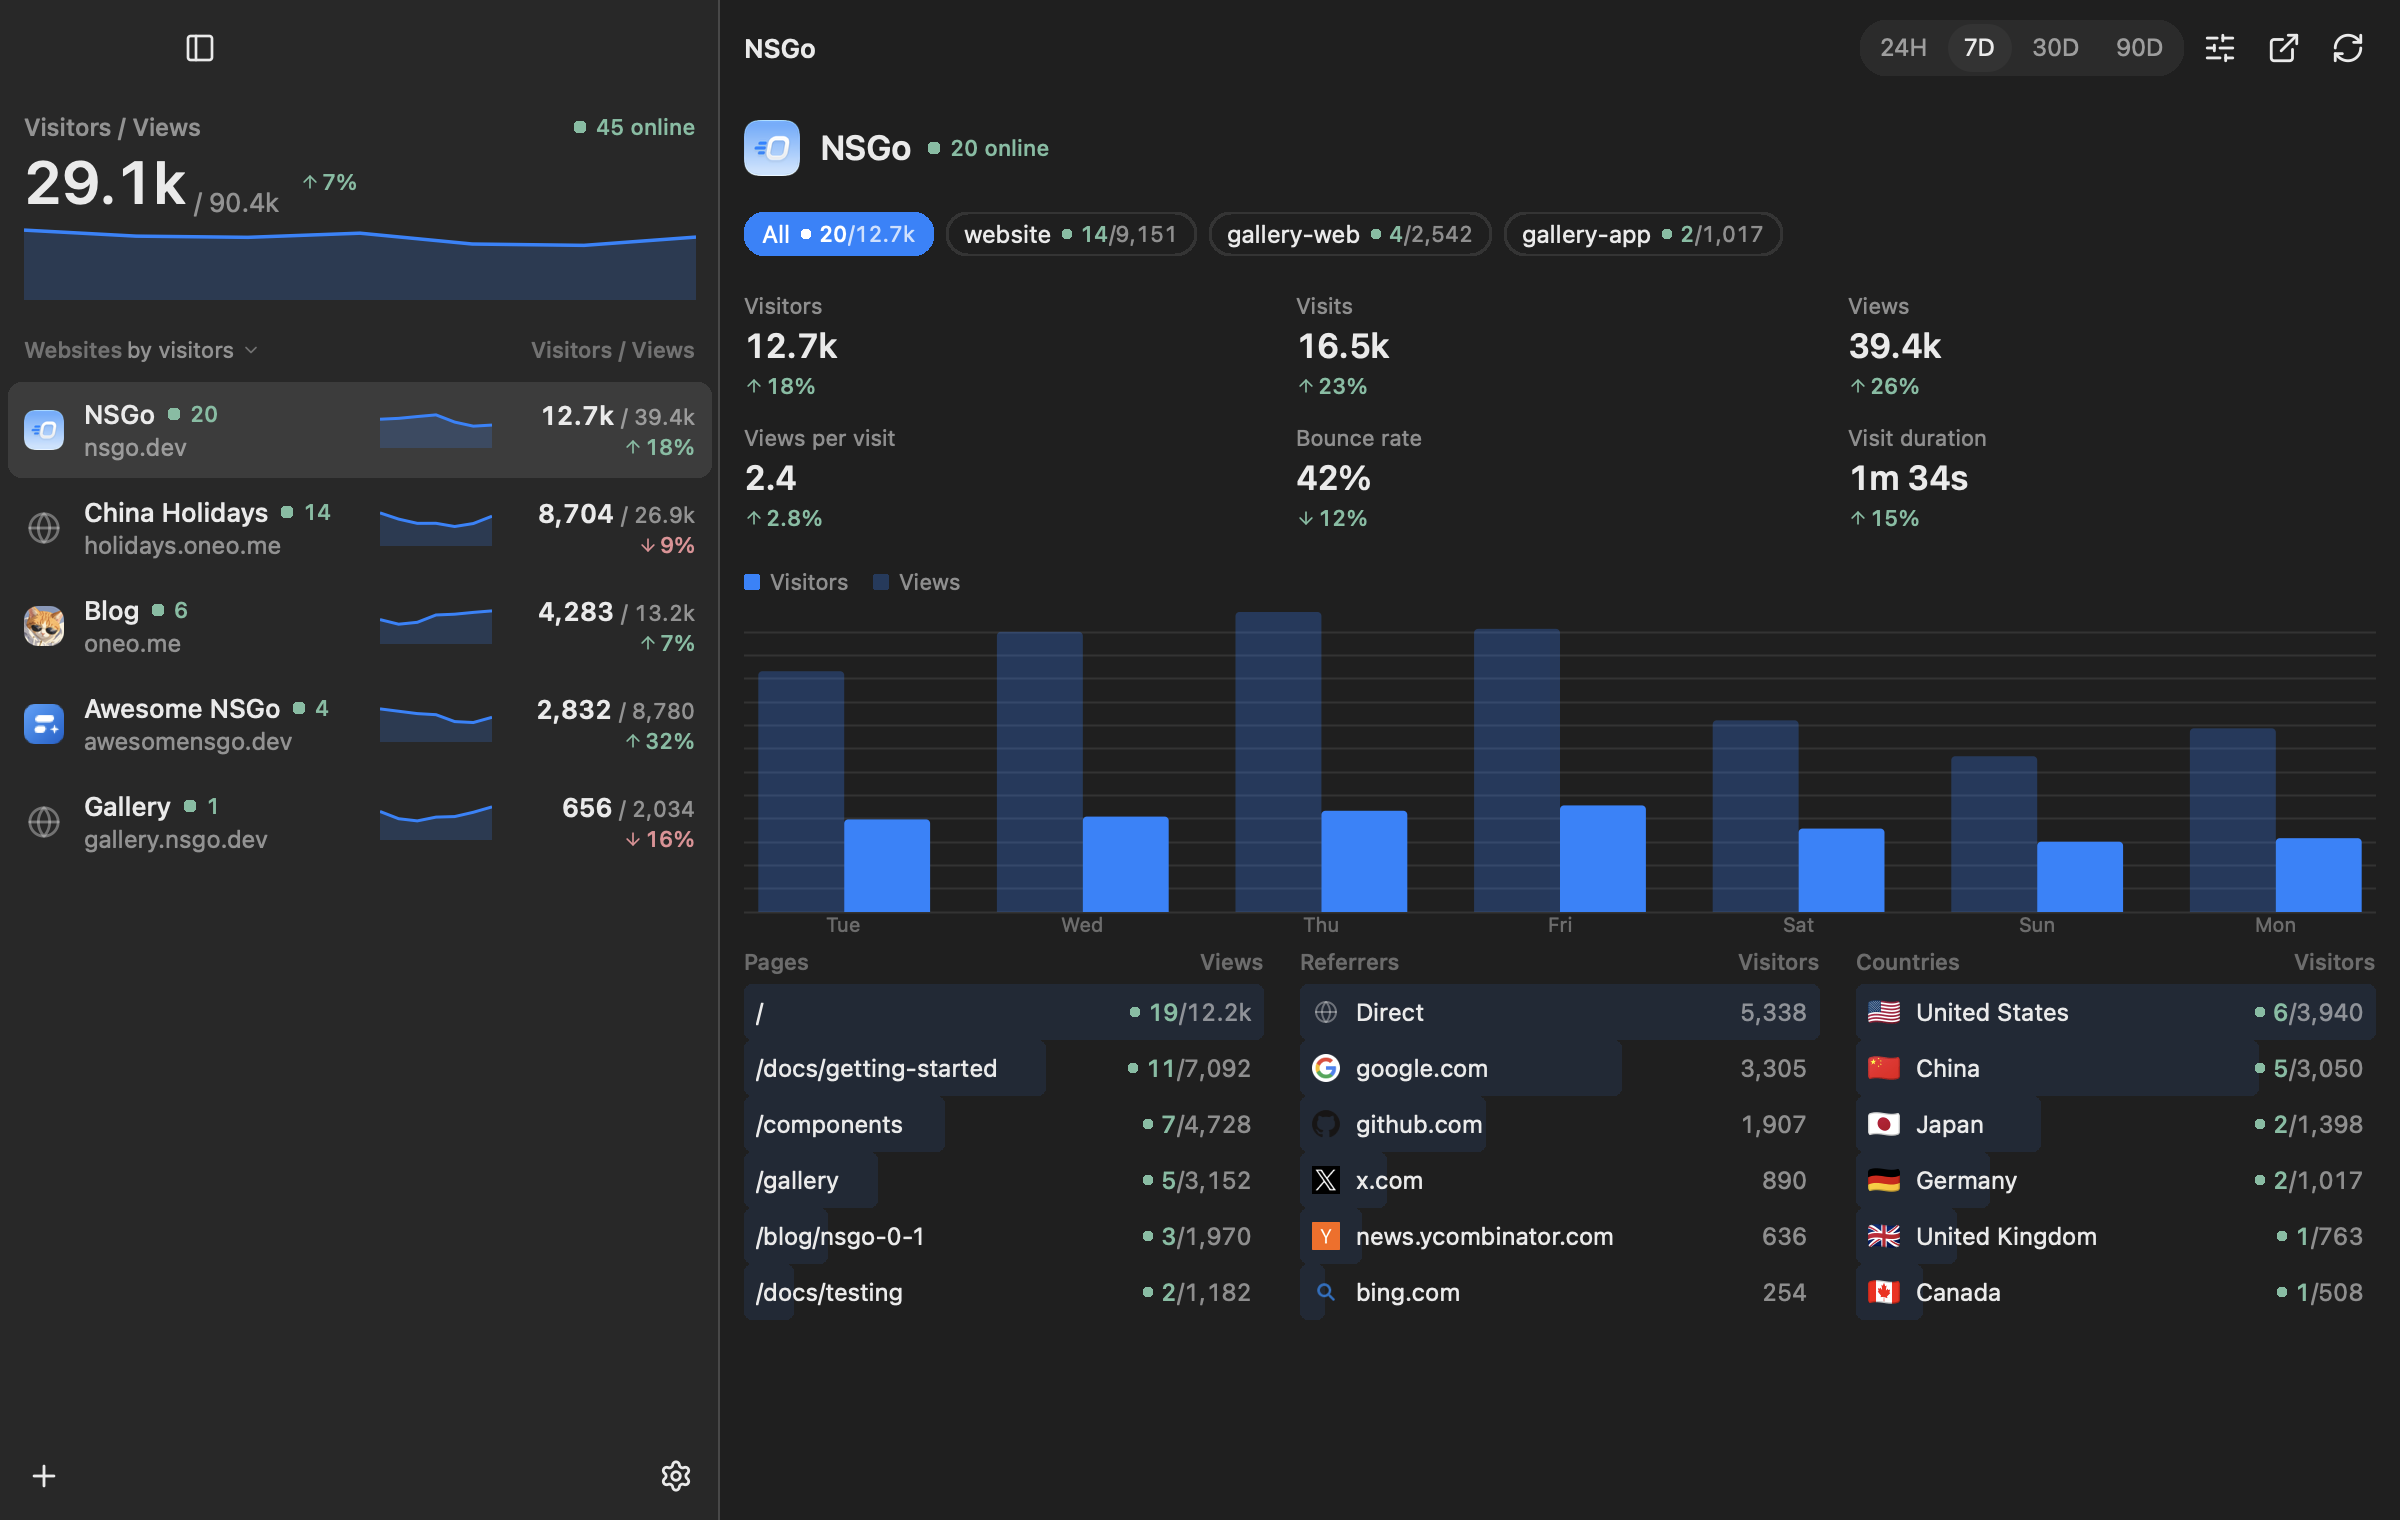 Visitors / Views
45 online
29.1k / 90.4k ↑ 7%
Websites by visitors
Visitors / Views
NSGo 20
nsgo.dev
12.7k / 39.4k
↑ 18%
China Holidays 14
holidays.oneo.me
8,704 / 26.9k
↓ 9%
Blog 6
oneo.me
4,283 / 13.2k
↑ 7%
Awesome NSGo 4
awesomensgo.dev
2,832 / 8,780
↑ 32%
Gallery 1
gallery.nsgo.dev
656 / 2,034
↓ 16%
NSGo
24H 7D 30D 90D
NSGo 20 online
All 20/12.7k
website 14/9,151
gallery-web 4/2,542
gallery-app 2/1,017
Visitors
12.7k
↑ 18%
Visits
16.5k
↑ 23%
Views
39.4k
↑ 26%
Views per visit
2.4
↑ 2.8%
Bounce rate
42%
↓ 12%
Visit duration
1m 34s
↑ 15%
Visitors Views
Tue Wed Thu Fri Sat Sun Mon
Pages Views
/ 19/12.2k
/docs/getting-started 11/7,092
/components 7/4,728
/gallery 5/3,152
/blog/nsgo-0-1 3/1,970
/docs/testing 2/1,182
Referrers Visitors
Direct 5,338
google.com 3,305
github.com 1,907
x.com 890
news.ycombinator.com 636
bing.com 254
Countries Visitors
United States 6/3,940
China 5/3,050
Japan 2/1,398
Germany 2/1,017
United Kingdom 1/763
Canada 1/508